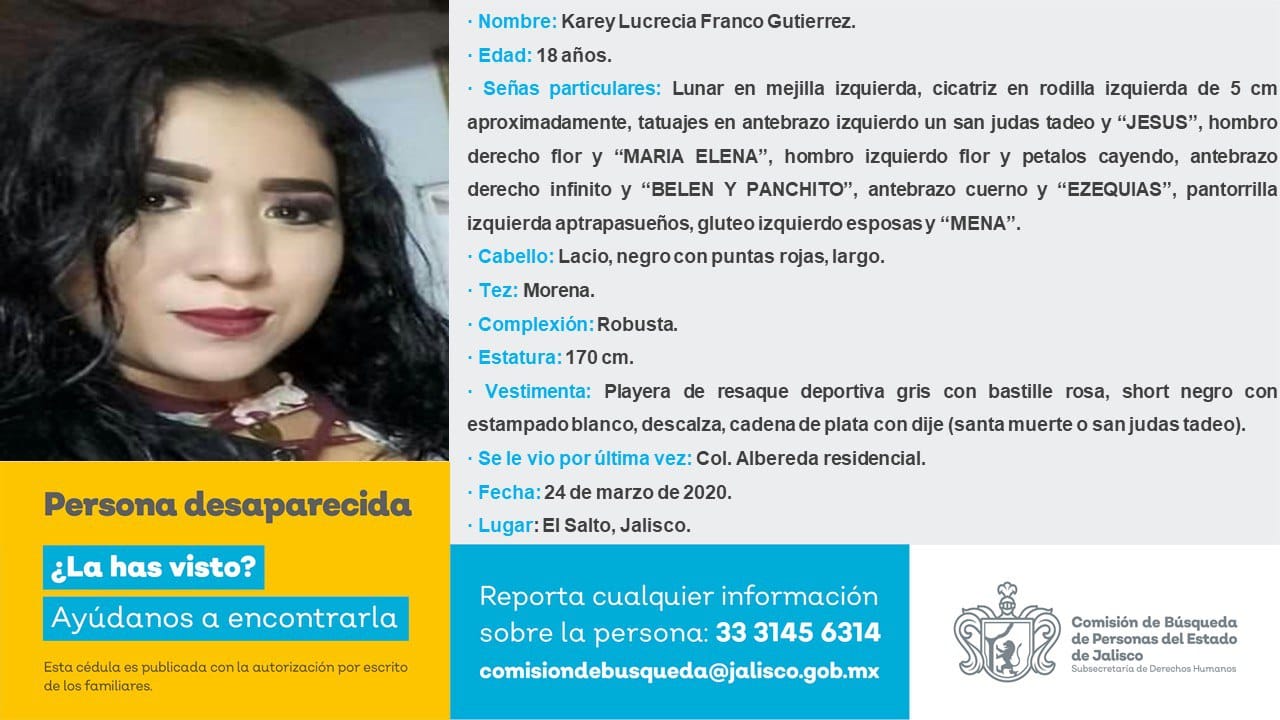 · Nombre: Karey Lucrecia Franco Gutierrez.
· Edad: 18 años.
· Señas particulares: Lunar en mejilla izquierda, cicatriz en rodilla izquierda de 5 cm
aproximadamente, tatuajes en antebrazo izquierdo un san judas tadeo y “JESUS”, hombro
derecho flor y “MARIA ELENA”, hombro izquierdo flor y petalos cayendo, antebrazo
derecho infinito y “BELEN Y PANCHITO”, antebrazo cuerno y “EZEQUIAS”, pantorrilla
izquierda aptrapasueños, gluteo izquierdo esposas y “MENA”.
· Cabello: Lacio, negro con puntas rojas, largo.
· Tez: Morena.
· Complexión: Robusta.
· Estatura: 170 cm.
· Vestimenta: Playera de resaque deportiva gris con bastille rosa, short negro con
estampado blanco, descalza, cadena de plata con dije (santa muerte o san judas tadeo).
· Se le vio por última vez: Col. Albereda residencial.
· Fecha: 24 de marzo de 2020.
· Lugar: El Salto, Jalisco.
Persona desaparecida
¿La has visto?
Ayúdanos a encontrarla
Esta cédula es publicada con la autorización por escrito
de los familiares.
Reporta cualquier información
sobre la persona: 33 3145 6314
comisiondebusqueda@jalisco.gob.mx
Comisión de Búsqueda
de Personas del Estado
de Jalisco
Subsecretaría de Derechos Humanos